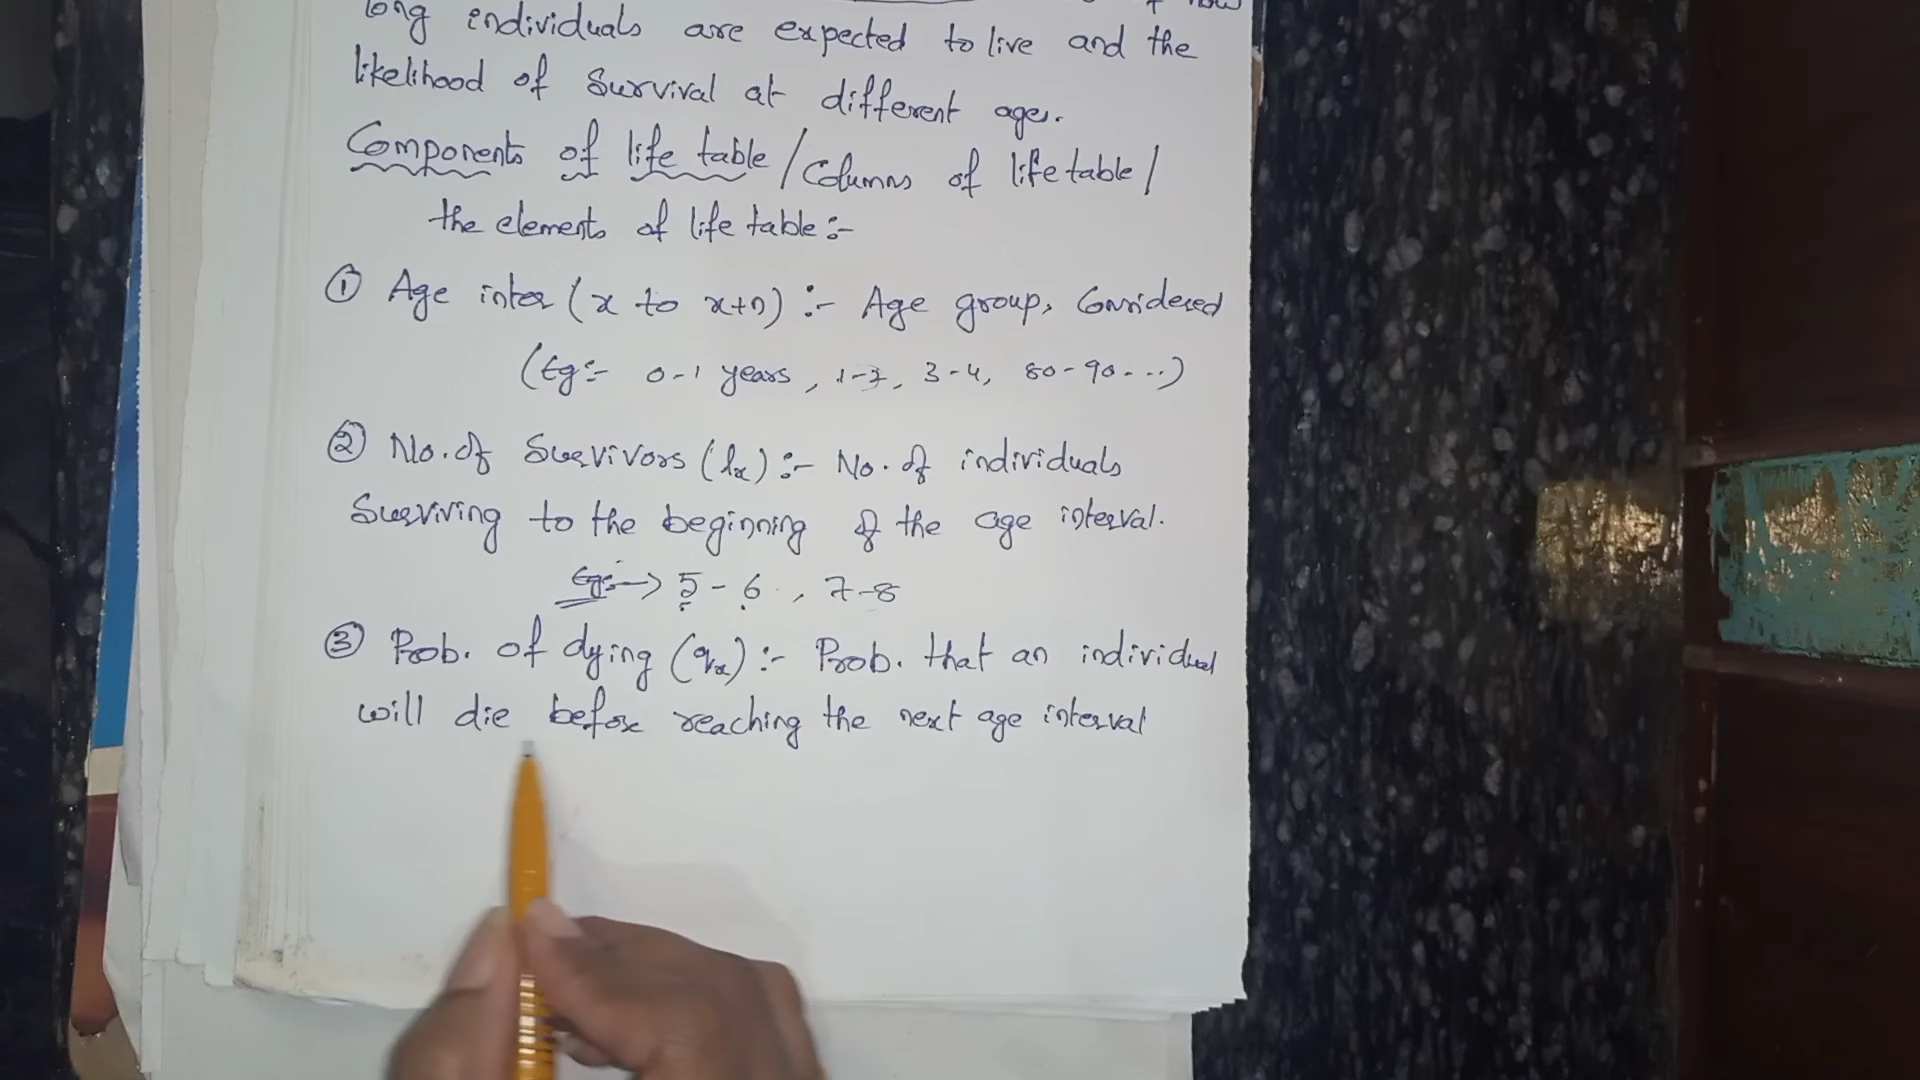 long individuals are expected to live and the
likelihood of Survival at different age.
Components of life table / Columns of life table /
the elements of life table :-
① Age inter (x to x+n) :- Age group, Considered
(Eg:- 0-1 years, 1-2, 3-4, 80-90...)
② No. of Survivors (lx) :- No. of individuals
Surviving to the beginning of the age interval.
Eg:-> 5-6, 7-8
③ Prob. of dying (qx) :- Prob. that an individual
will die before reaching the next age interval